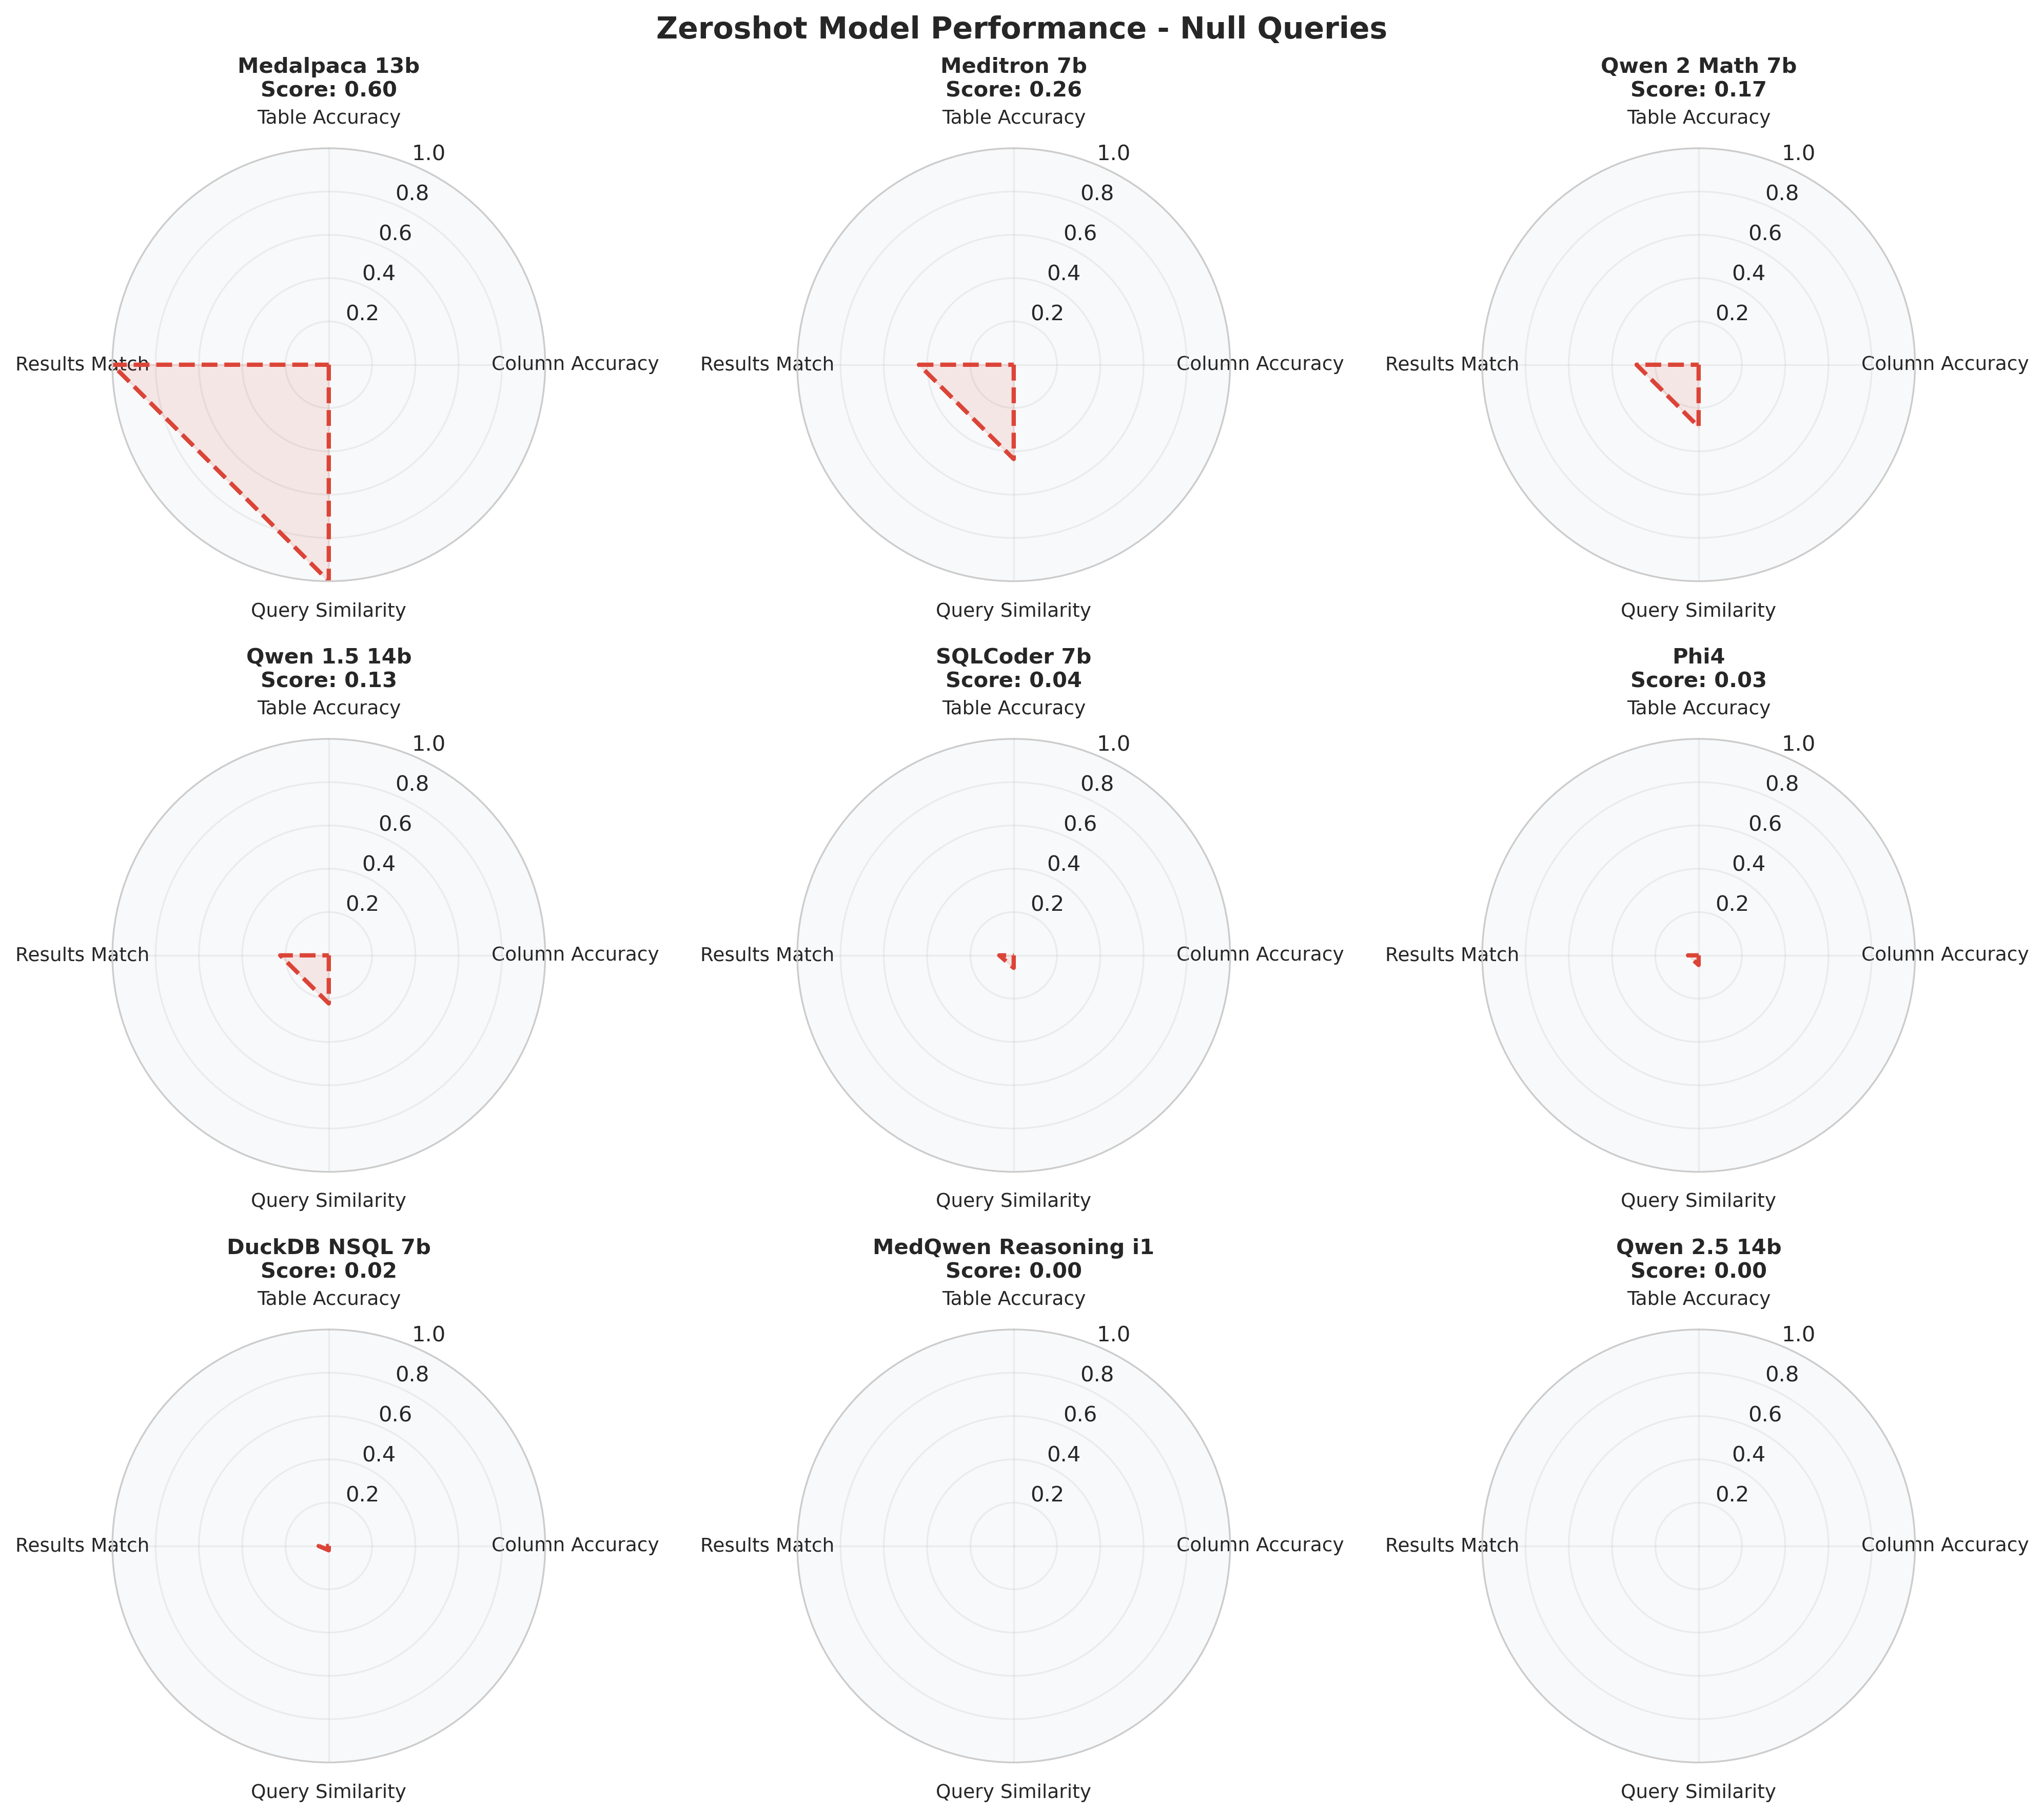 Zeroshot Model Performance - Null Queries
Medalpaca 13b
Score: 0.60
Table Accuracy
1.0
0.8
0.6
0.4
0.2
Results Match
Column Accuracy
Query Similarity
Meditron 7b
Score: 0.26
Table Accuracy
1.0
0.8
0.6
0.4
0.2
Results Match
Column Accuracy
Query Similarity
Qwen 2 Math 7b
Score: 0.17
Table Accuracy
1.0
0.8
0.6
0.4
0.2
Results Match
Column Accuracy
Query Similarity
Qwen 1.5 14b
Score: 0.13
Table Accuracy
1.0
0.8
0.6
0.4
0.2
Results Match
Column Accuracy
Query Similarity
SQLCoder 7b
Score: 0.04
Table Accuracy
1.0
0.8
0.6
0.4
0.2
Results Match
Column Accuracy
Query Similarity
Phi4
Score: 0.03
Table Accuracy
1.0
0.8
0.6
0.4
0.2
Results Match
Column Accuracy
Query Similarity
DuckDB NSQL 7b
Score: 0.02
Table Accuracy
1.0
0.8
0.6
0.4
0.2
Results Match
Column Accuracy
Query Similarity
MedQwen Reasoning i1
Score: 0.00
Table Accuracy
1.0
0.8
0.6
0.4
0.2
Results Match
Column Accuracy
Query Similarity
Qwen 2.5 14b
Score: 0.00
Table Accuracy
1.0
0.8
0.6
0.4
0.2
Results Match
Column Accuracy
Query Similarity